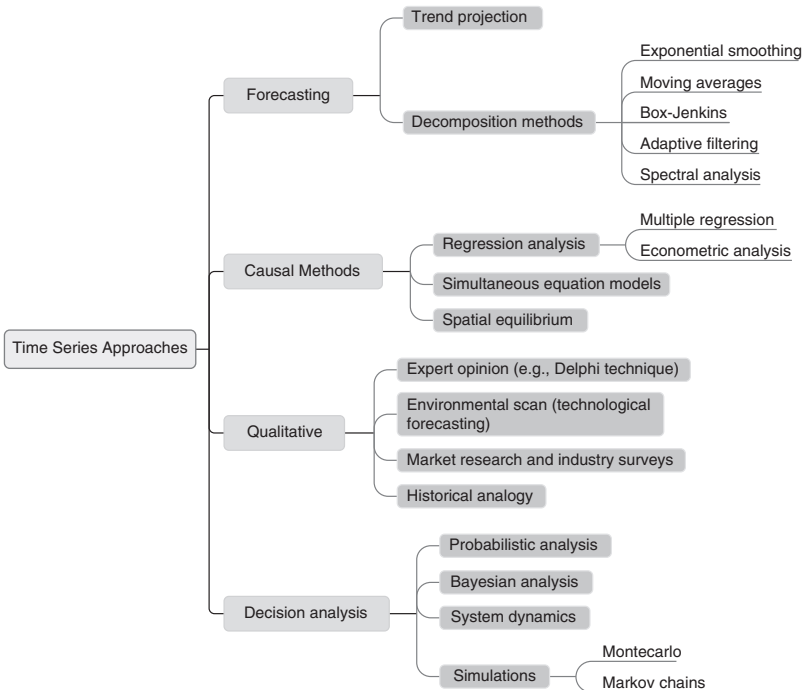 Trend projection
Exponential smoothing
Moving averages
Forecasting
Box-Jenkins
Decomposition methods
Adaptive filtering
Spectral analysis
Multiple regression
Regression analysis
Econometric analysis
Causal Methods
Simultaneous equation models
Spatial equilibrium
Time Series Approaches
Expert opinion (e.g., Delphi technique)
Environmental scan (technological
forecasting)
Qualitative
Market research and industry surveys
Historical analogy
Probabilistic analysis
Bayesian analysis
Decision analysis
System dynamics
Montecarlo
Simulations
Markov chains